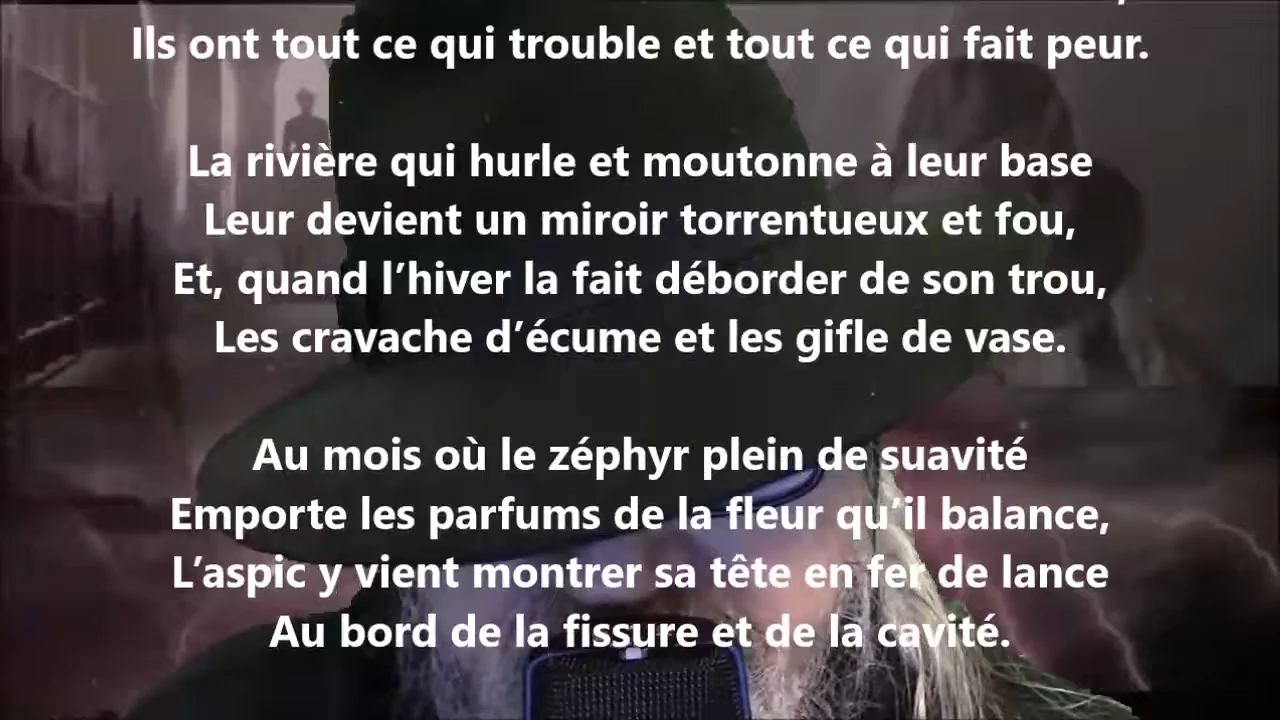 Ils ont tout ce qui trouble et tout ce qui fait peur.
La rivière qui hurle et moutonne à leur base
Leur devient un miroir torrentueux et fou,
Et, quand l’hiver la fait déborder de son trou,
Les cravache d’écume et les gifle de vase.
Au mois où le zéphyr plein de suavité
Emporte les parfums de la fleur qu’il balance,
L’aspic y vient montrer sa tête en fer de lance
Au bord de la fissure et de la cavité.